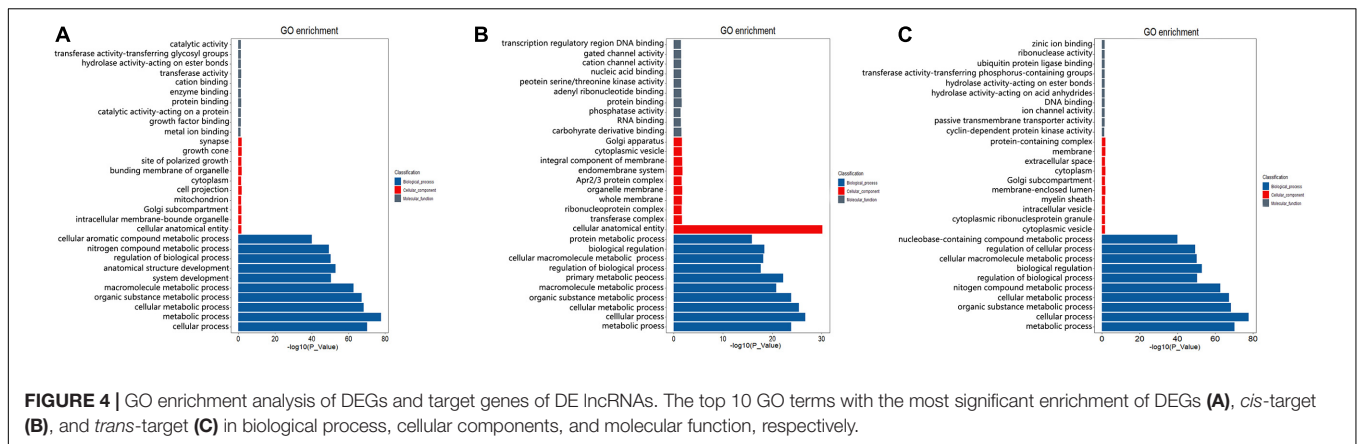 A
GO enrichment
catalytic activity
transferase activity-transferring glycosyl groups
hydrolase activity-acting on ester bonds
transferase activity
cation binding
enzyme binding
protein binding
catalytic activity-acting on a protein
growth factor binding
metal ion binding
synapse
growth cone
site of polarized growth
bunding membrane of organelle
cytoplasm
cell projection
mitochondrion
Golgi subcompartment
intracellular membrane-bounde organelle
cellular anatomical entity
cellular aromatic compound metabolic process
nitrogen compound metabolic process
regulation of biological process
anatomical structure development
system development
macromolecule metabolic process
organic substance metabolic process
cellular metabolic process
metabolic process
cellular process
0 20 40 60 80
-log10(P_Value)
Classification
Biological_process
Cellular_component
Molecular_function
B
GO enrichment
transcription regulatory region DNA binding
gated channel activity
cation channel activity
nucleic acid binding
peotein serine/threonine kinase activity
adenyl ribonucleotide binding
protein binding
phosphatase activity
RNA binding
carbohyrate derivative binding
Golgi apparatus
cytoplasmic vesicle
integral component of membrane
endomembrane system
Apr2/3 protein complex
organelle membrane
whole membrane
ribonucleoprotein complex
transferase complex
cellular anatomical entity
protein metabolic process
biological regulation
cellular macromolecule metabolic process
regulation of biological process
primary metabolic peocess
macromolecule metabolic process
organic substance metabolic process
cellular metabolic process
celllular process
metabolic proess
0 10 20 30
-log10(P_Value)
Classification
Biological_process
Cellular_component
Molecular_function
C
GO enrichment
zinic ion binding
ribonuclease activity
ubiquitin protein ligase binding
transferase activity-transferring phosphorus-containing groups
hydrolase activity-acting on ester bonds
hydrolase activity-acting on acid anhydrides
DNA binding
ion channel activity
passive transmembrane transporter activity
cyclin-dependent protein kinase activity
protein-containing complex
membrane
extracellular space
cytoplasm
Golgi subcompartment
membrane-enclosed lumen
myelin sheath
intracellular vesicle
cytoplasmic ribonuclesprotein granule
cytoplasmic vesicle
nucleobase-containing compound metabolic process
regulation of cellular process
cellular macromolecule metabolic process
biological regulation
regulation of biological process
nitogen compound metabolic process
cellular metabolic process
organic substance metabolic process
cellular process
metabolic process
0 20 40 60 80
-log10(P_Value)
Classification
Biological_process
Cellular_component
Molecular_function
FIGURE 4 | GO enrichment analysis of DEGs and target genes of DE lncRNAs. The top 10 GO terms with the most significant enrichment of DEGs (A), cis-target
(B), and trans-target (C) in biological process, cellular components, and molecular function, respectively.